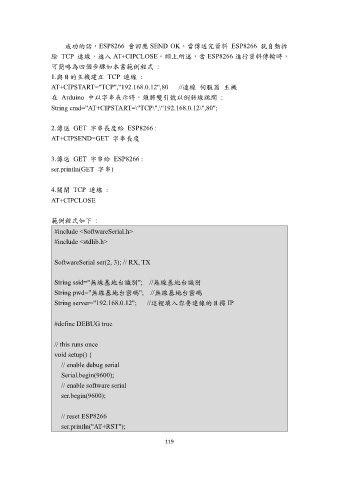 成功的話，ESP8266 會回應 SEND OK，當傳送完資料 ESP8266 就自動拆
除 TCP 連線，進入 AT+CIPCLOSE。綜上所述，當 ESP8266 進行資料傳輸時，
可簡略為四個步驟如本書範例程式 :
1.與目的主機建立 TCP 連線 :
AT+CIPSTART="TCP","192.168.0.12",80 //連線 伺服器 主機
在 Arduino 中以字串表示時，須將雙引號以倒斜線跳開 :
String cmd="AT+CIPSTART=\"TCP\",\"192.168.0.12\",80";
2.傳送 GET 字串長度給 ESP8266 :
AT+CIPSEND=GET 字串長度
3.傳送 GET 字串給 ESP8266 :
ser.println(GET 字串)
4.關閉 TCP 連線 :
AT+CIPCLOSE
範例程式如下 :
#include <SoftwareSerial.h>
#include <stdlib.h>
SoftwareSerial ser(2, 3); // RX, TX
String ssid="無線基地台識別"; //無線基地台識別
String pwd="無線基地台密碼"; //無線基地台密碼
String server="192.168.0.12"; //這裡填入您要連線的目標 IP
#define DEBUG true
// this runs once
void setup() {
// enable debug serial
Serial.begin(9600);
// enable software serial
ser.begin(9600);
// reset ESP8266
ser.println("AT+RST");
119